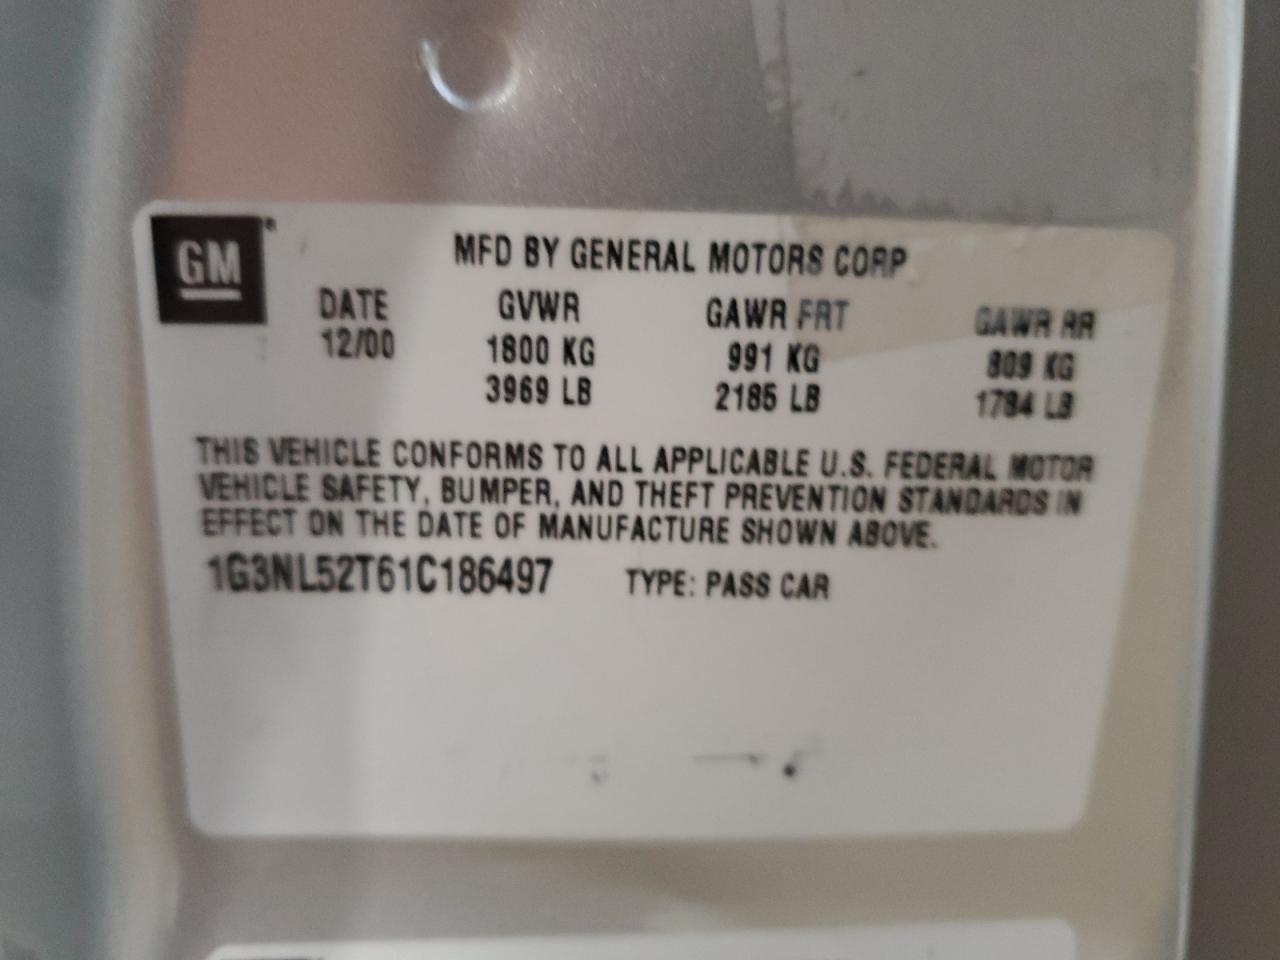 GM
MFD BY GENERAL MOTORS CORP
DATE GVWR GAWR FRT GAWR RR
12/00 1800 KG 991 KG 809 KG
3969 LB 2185 LB 1784 LB
THIS VEHICLE CONFORMS TO ALL APPLICABLE U.S. FEDERAL MOTOR
VEHICLE SAFETY, BUMPER, AND THEFT PREVENTION STANDARDS IN
EFFECT ON THE DATE OF MANUFACTURE SHOWN ABOVE.
1G3NL52T61C186497 TYPE: PASS CAR